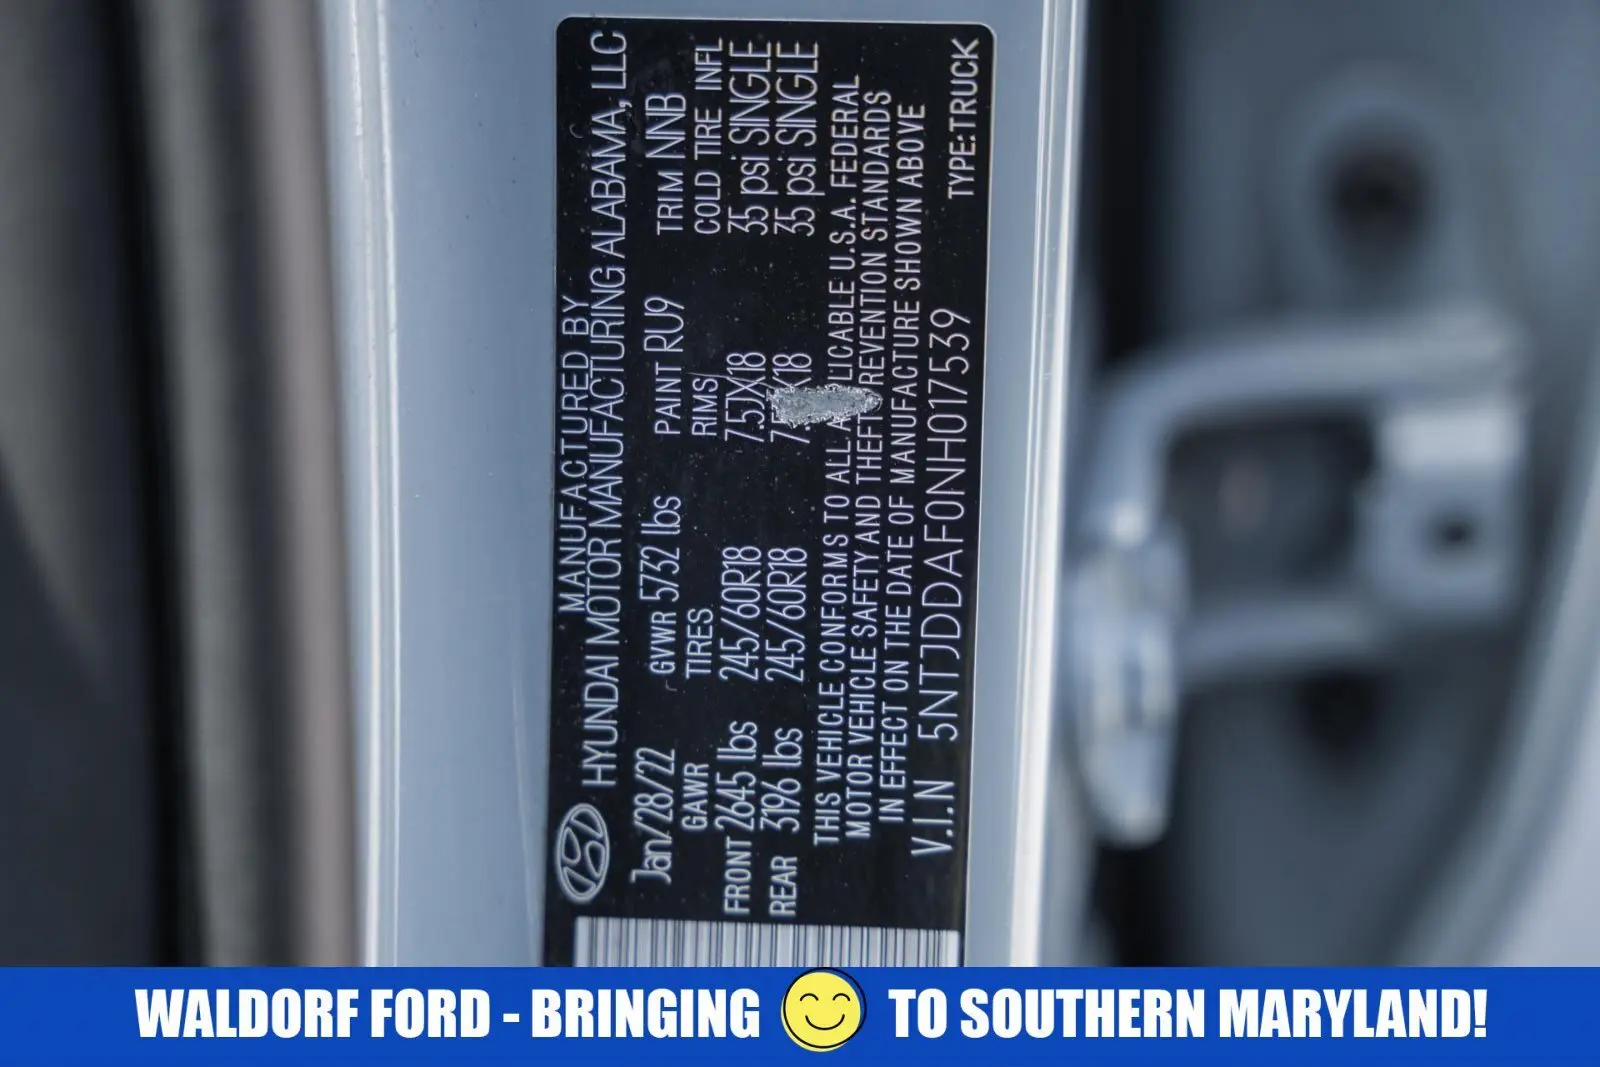 MANUFACTURED BY
HYUNDAI MOTOR MANUFACTURING ALABAMA, LLC
Jan/28/22 GVWR 5732 lbs PAINT RU9 TRIM NNB
GAWR TIRES RIMS COLD TIRE INFL
FRONT 2645 lbs 245/60R18 7.5JX18 35 psi SINGLE
REAR 3196 lbs 245/60R18 X18 35 psi SINGLE
THIS VEHICLE CONFORMS TO ALL U.S.A. FEDERAL
MOTOR VEHICLE SAFETY AND THEFT PREVENTION STANDARDS
IN EFFECT ON THE DATE OF MANUFACTURE SHOWN ABOVE
V.I.N 5NTJDDAF0NH017539
TYPE:TRUCK
WALDORF FORD - BRINGING TO SOUTHERN MARYLAND!